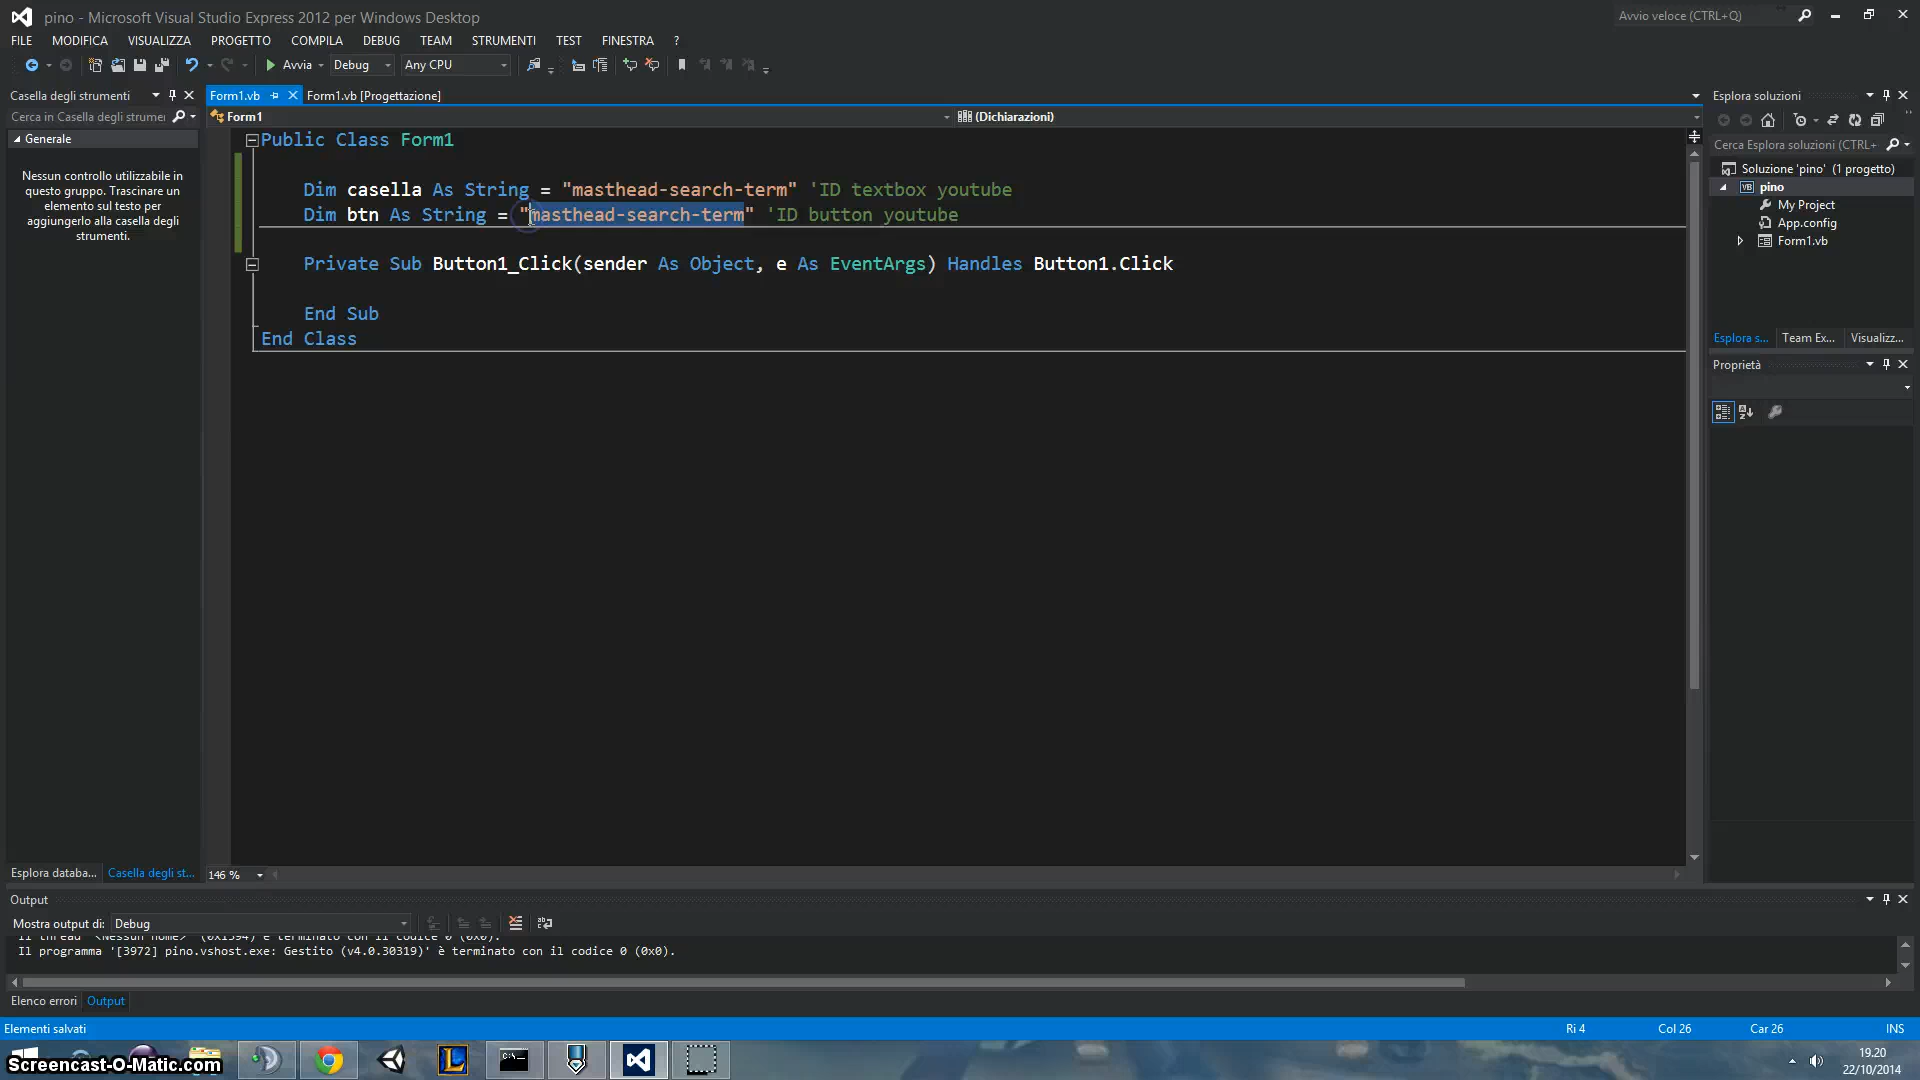 pino - Microsoft Visual Studio Express 2012 per Windows Desktop
Avvio veloce (CTRL+Q)
FILE MODIFICA VISUALIZZA PROGETTO COMPILA DEBUG TEAM STRUMENTI TEST FINESTRA ?
Avvia Debug Any CPU
Casella degli strumenti
Form1.vb Form1.vb [Progettazione]
Esplora soluzioni
Cerca in Casella degli strumer
Form1
(Dichiarazioni)
Generale
Nessun controllo utilizzabile in
questo gruppo. Trascinare un
elemento sul testo per
aggiungerlo alla casella degli
strumenti.
Public Class Form1
Dim casella As String = "masthead-search-term" 'ID textbox youtube
Dim btn As String = "masthead-search-term" 'ID button youtube
Private Sub Button1_Click(sender As Object, e As EventArgs) Handles Button1.Click
End Sub
End Class
Cerca Esplora soluzioni (CTRL+
Soluzione 'pino' (1 progetto)
VB pino
My Project
App.config
Form1.vb
Esplora s... Team Ex... Visualizz...
Proprietà
Esplora databa... Casella degli st...
146 %
Output
Mostra output di: Debug
Il thread '<Nessun nome>' (0x1394) è terminato con il codice 0 (0x0).
Il programma '[3972] pino.vshost.exe: Gestito (v4.0.30319)' è terminato con il codice 0 (0x0).
Elenco errori Output
Elementi salvati
Ri 4 Col 26 Car 26 INS
Screencast-O-Matic.com
19.20
22/10/2014